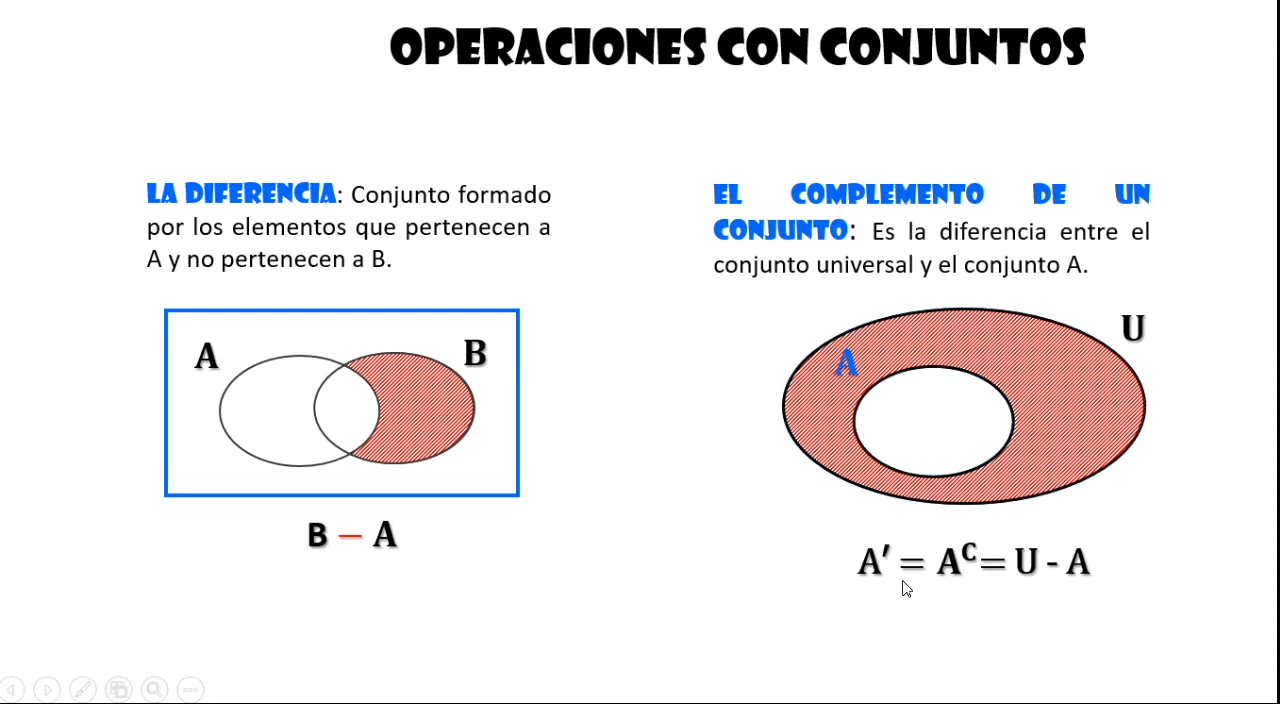 OPERACIONES CON CONJUNTOS
LA DIFERENCIA: Conjunto formado
por los elementos que pertenecen a
A y no pertenecen a B.
A
B
B − A
EL COMPLEMENTO DE UN
CONJUNTO: Es la diferencia entre el
conjunto universal y el conjunto A.
U
A
A′ = Aᶜ = U - A